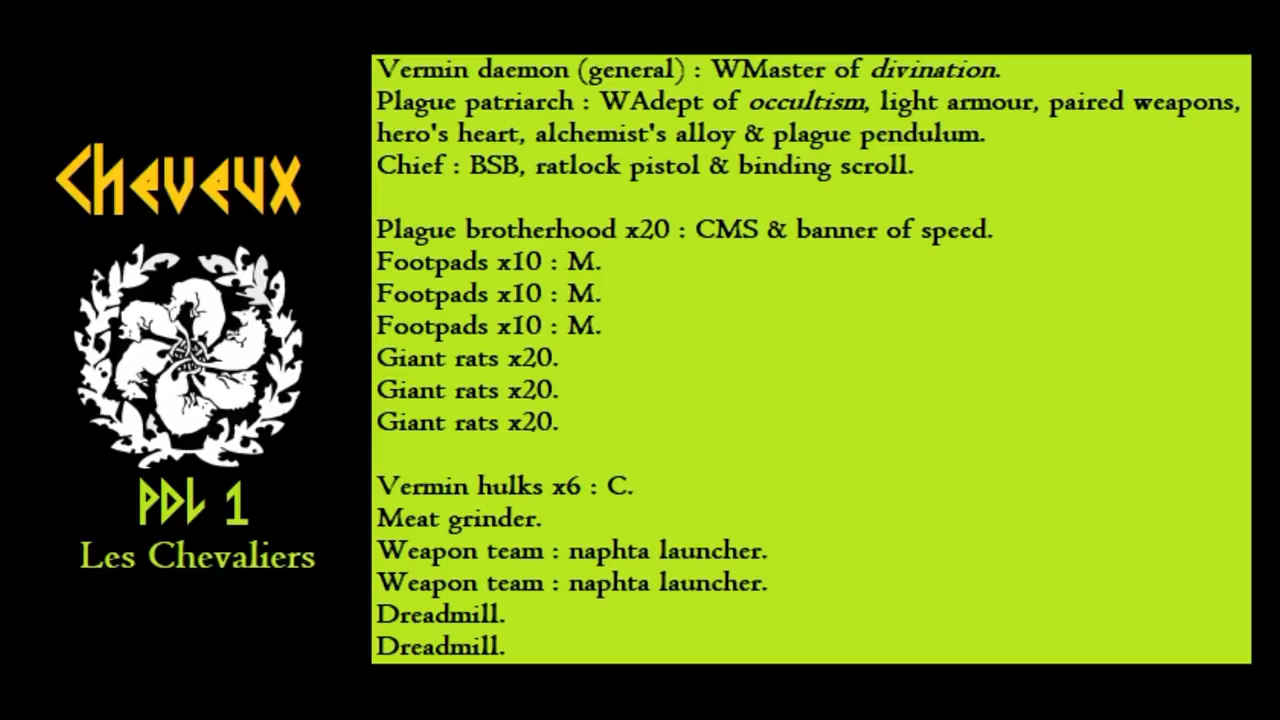 Cheveux
PDL 1
Les Chevaliers
Vermin daemon (general) : WMaster of divination.
Plague patriarch : WAdept of occultism, light armour, paired weapons,
hero's heart, alchemist's alloy & plague pendulum.
Chief : BSB, ratlock pistol & binding scroll.
Plague brotherhood x20 : CMS & banner of speed.
Footpads x10 : M.
Footpads x10 : M.
Footpads x10 : M.
Giant rats x20.
Giant rats x20.
Giant rats x20.
Vermin hulks x6 : C.
Meat grinder.
Weapon team : naphta launcher.
Weapon team : naphta launcher.
Dreadmill.
Dreadmill.